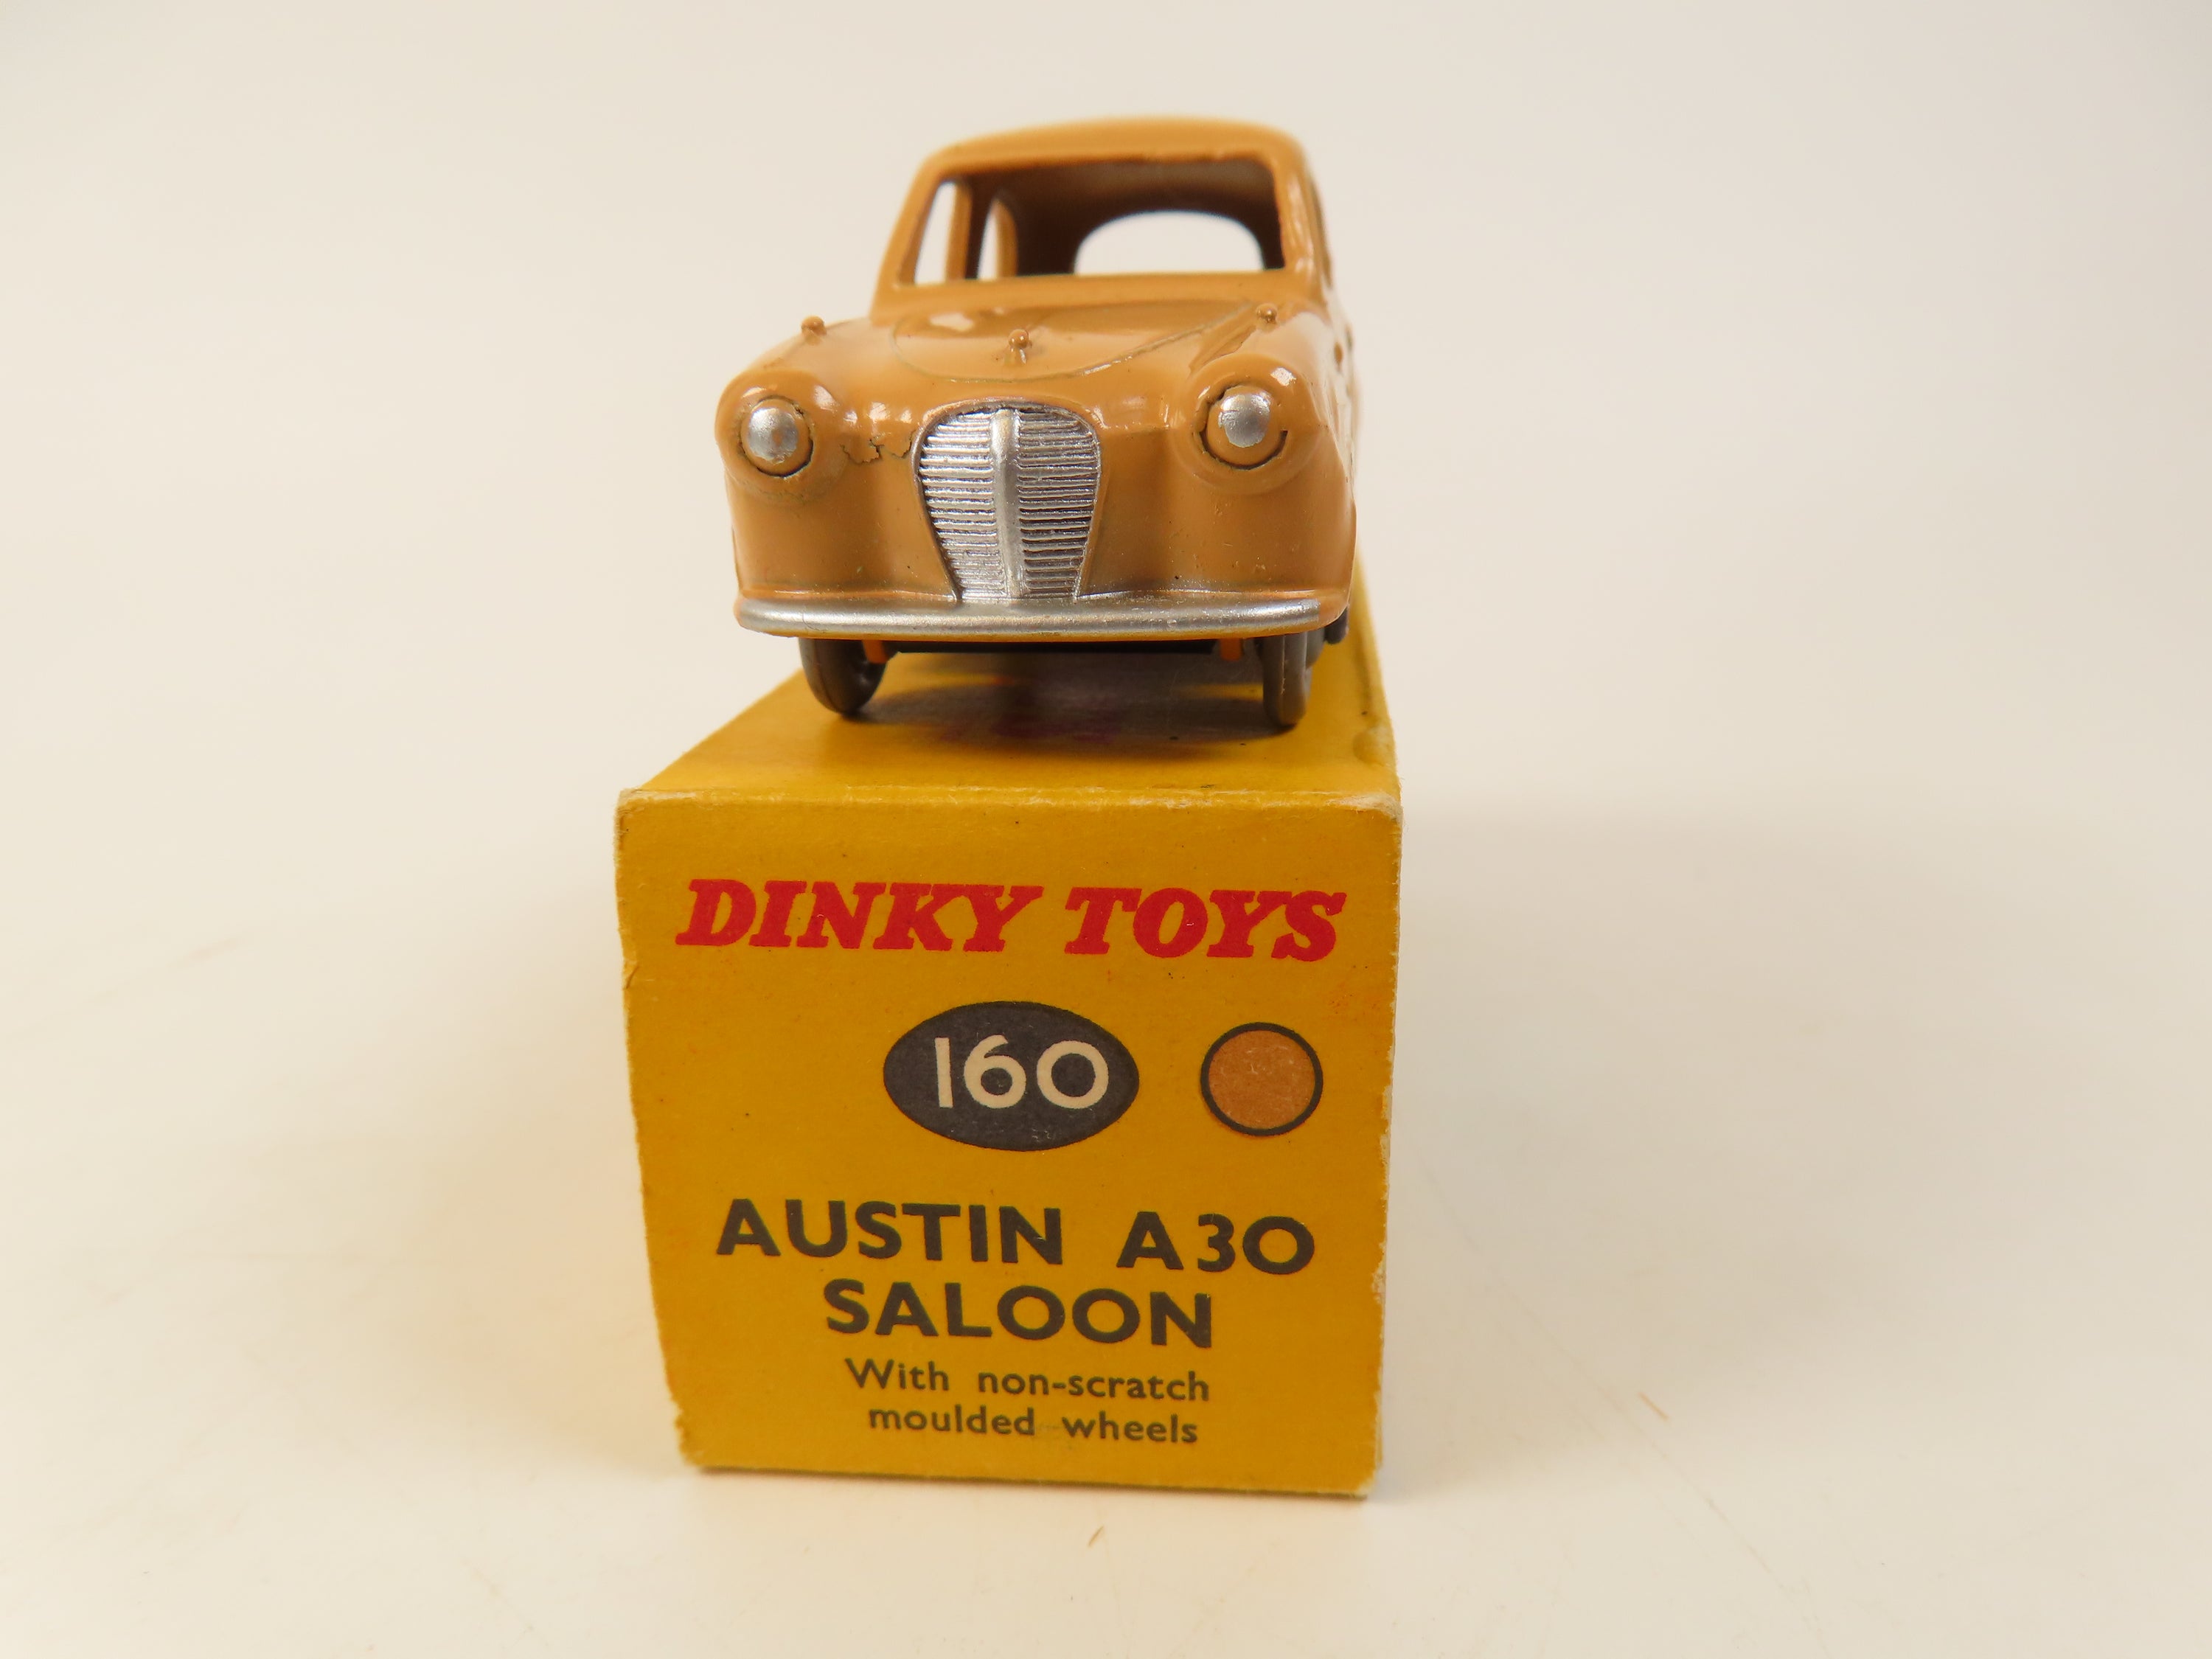 DINKY TOYS
160
AUSTIN A30
SALOON
With non-scratch
moulded wheels